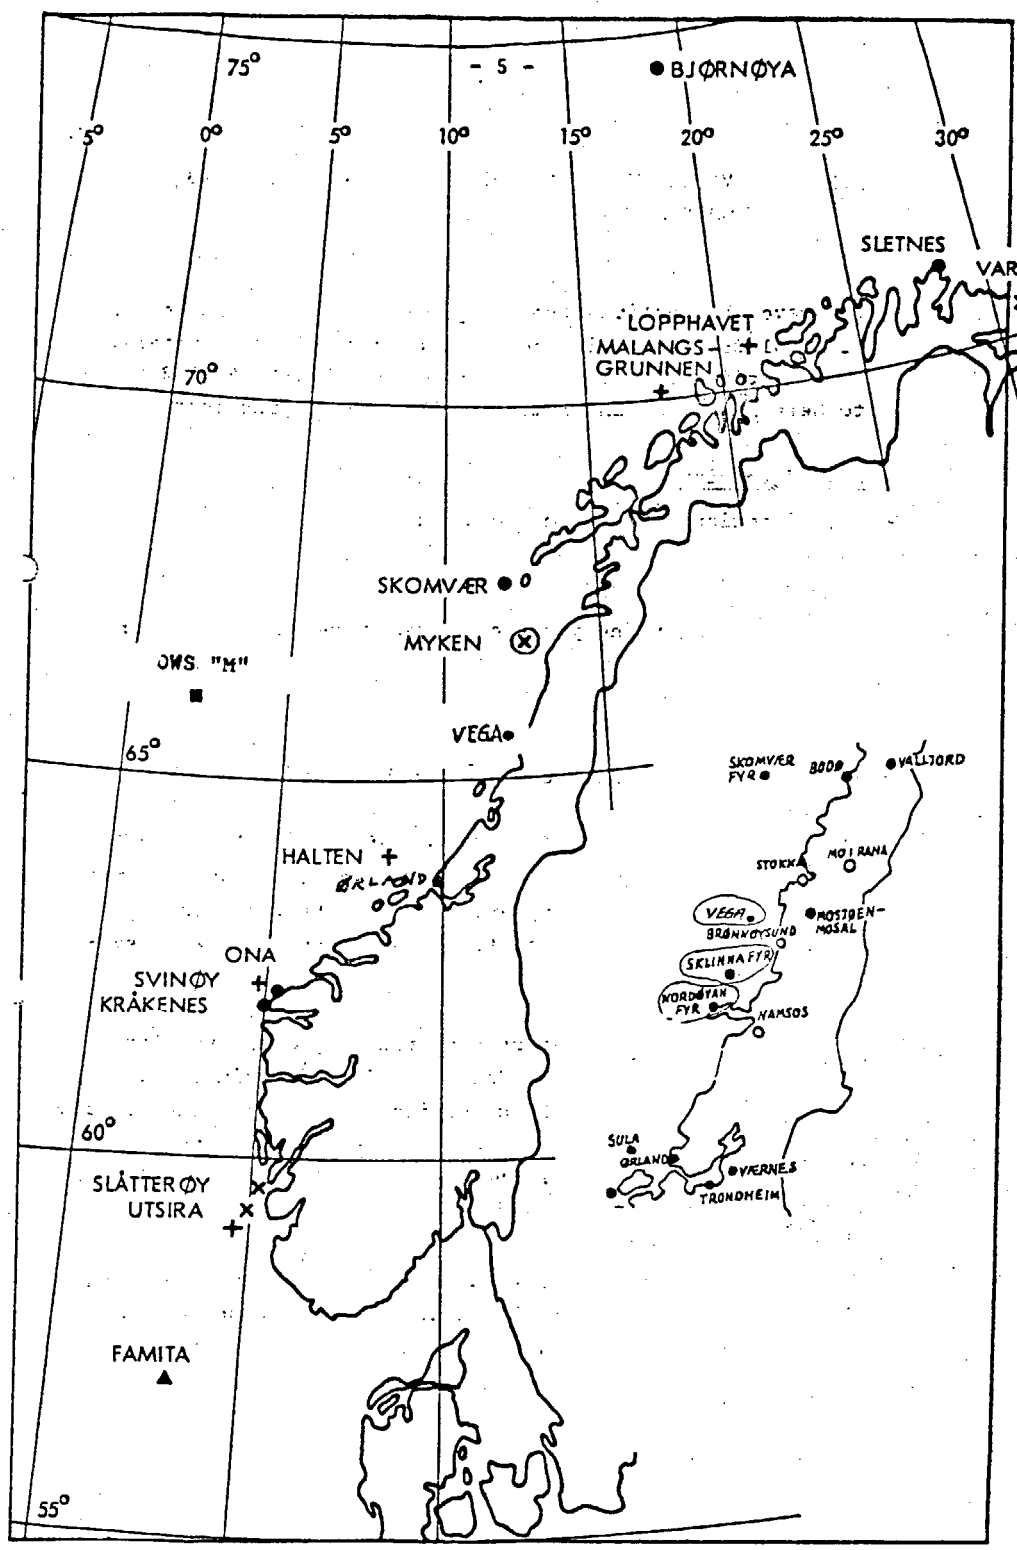 75°
- 5 -
BJØRNØYA
5°
0°
5°
10°
15°
20°
25°
30°
SLETNES
VAR
LOPPHAVET
MALANGS-
GRUNNEN
70°
SKOMVÆR
MYKEN
OWS "M"
VEGA
65°
SKOMVÆR
FYR
BODØ
VALLJORD
HALTEN
ØRLAND
STOKKA
MO I RANA
VEGA
MOSJØEN-
MOSAL
BRØNNØYSUND
ONA
SVINØY
KRÅKENES
SKLINNA FYR
NORDØYAN
FYR
NAMSOS
60°
SULA
ØRLAND
VÆRNES
TRONDHEIM
SLÅTTERØY
UTSIRA
FAMITA
55°